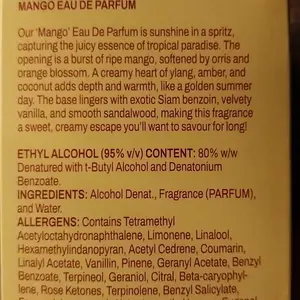 MANGO EAU DE PARFUM
Our 'Mango' Eau De Parfum is sunshine in a spritz,
capturing the juicy essence of tropical paradise. The
opening is a burst of ripe mango, softened by orris and
orange blossom. A creamy heart of ylang, amber, and
coconut adds depth and warmth, like a golden summer
day. The base lingers with exotic Siam benzoin, velvety
vanilla, and smooth sandalwood, making this fragrance
a sweet, creamy escape you'll want to savour for long!
ETHYL ALCOHOL (95% v/v) CONTENT: 80% w/w
Denatured with t-Butyl Alcohol and Denatonium
Benzoate.
INGREDIENTS: Alcohol Denat., Fragrance (PARFUM),
and Water.
ALLERGENS: Contains Tetramethyl
Acetyloctahydronaphthalene, Limonene, Linalool,
Hexamethylindanopyran, Acetyl Cedrene, Coumarin,
Linalyl Acetate, Vanillin, Pinene, Geranyl Acetate, Benzyl
Benzoate, Terpineol, Geraniol, Citral, Beta-caryophyl-
lene, Rose Ketones, Terpinolene, Benzyl Salicylate,